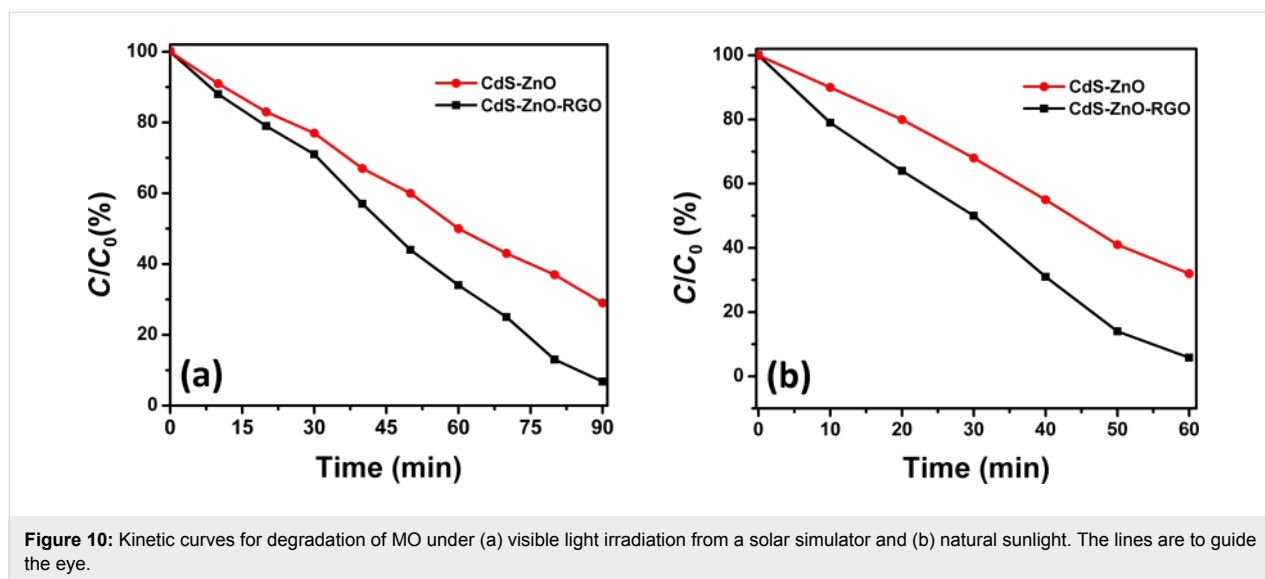 100
80
60
40
20
0
C/C0(%)
CdS-ZnO
CdS-ZnO-RGO
(a)
0 15 30 45 60 75 90
Time (min)
100
80
60
40
20
0
C/C0 (%)
CdS-ZnO
CdS-ZnO-RGO
(b)
0 10 20 30 40 50 60
Time (min)
Figure 10: Kinetic curves for degradation of MO under (a) visible light irradiation from a solar simulator and (b) natural sunlight. The lines are to guide
the eye.